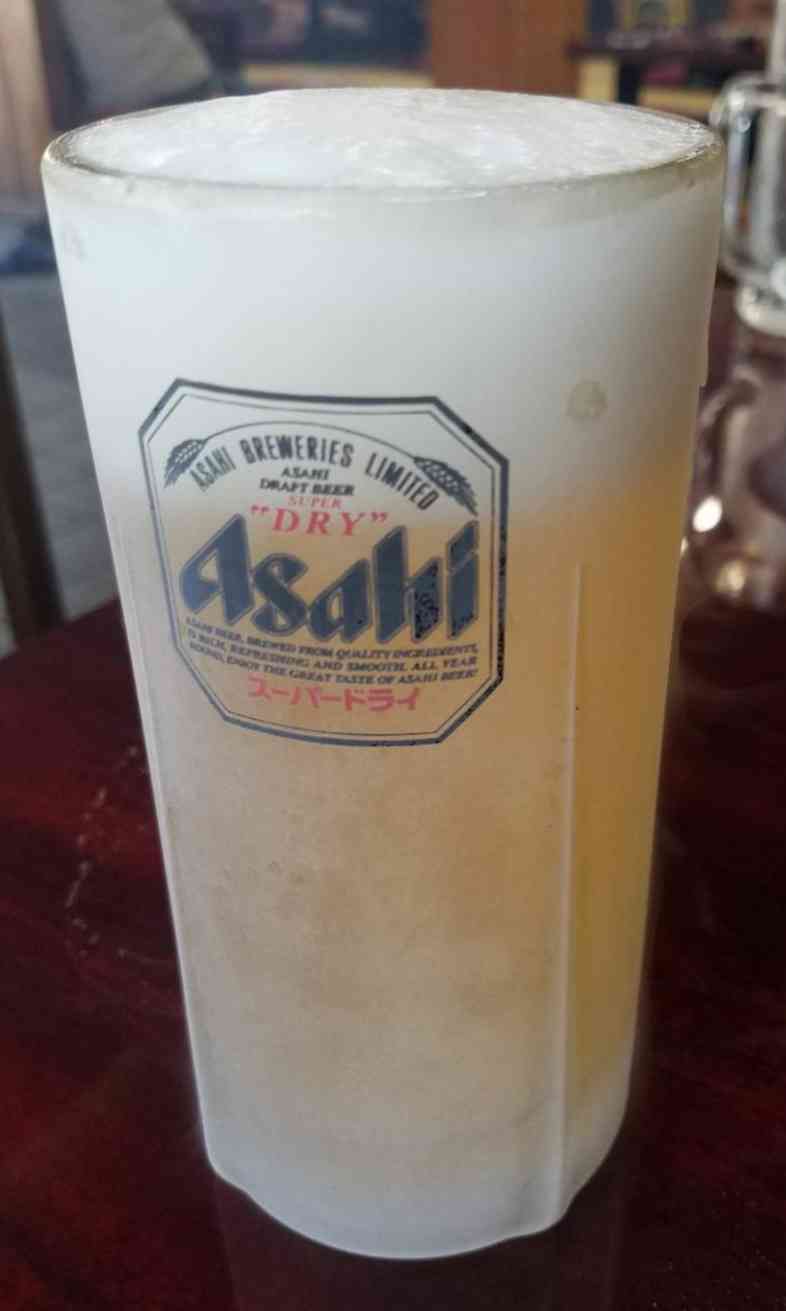 ASAHI BREWERIES LIMITED
ASAHI
DRAFT BEER
SUPER
"DRY"
Asahi
ASAHI BEER, BREWED FROM QUALITY INGREDIENTS,
IS RICH, REFRESHING AND SMOOTH. ALL YEAR
ROUND, ENJOY THE GREAT TASTE OF ASAHI BEER!
スーパードライ